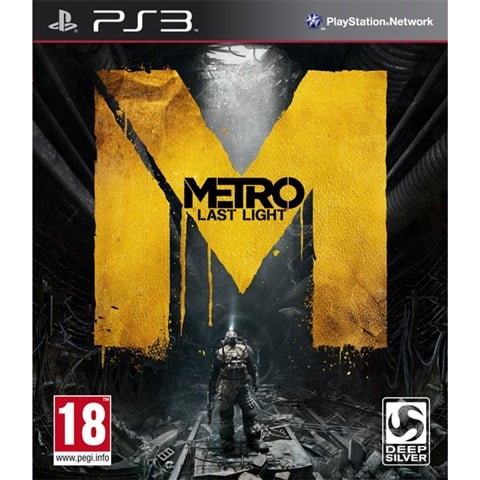 PS3
PlayStation®Network
M
METRO
LAST LIGHT
18
www.pegi.info
DEEP
SILVER